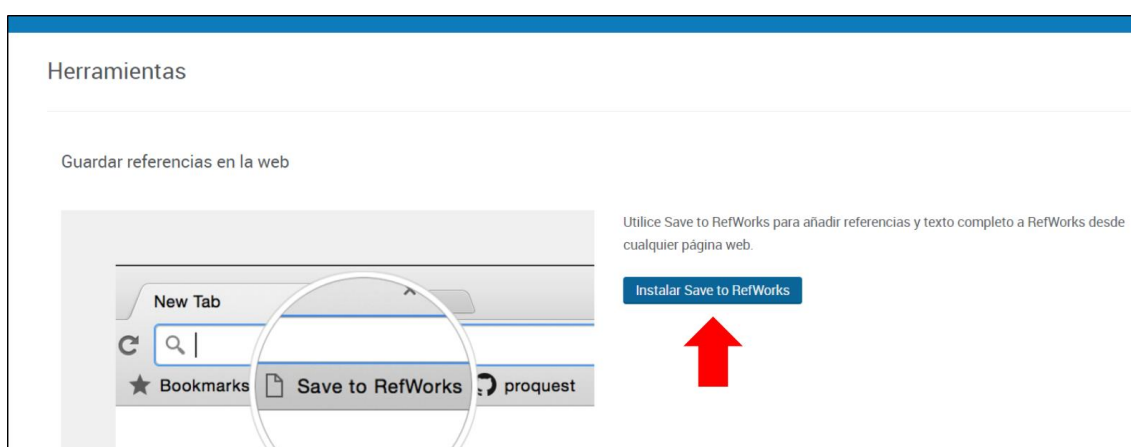 Herramientas
Guardar referencias en la web
Utilice Save to RefWorks para añadir referencias y texto completo a RefWorks desde
cualquier página web.
Instalar Save to RefWorks
New Tab
Bookmarks Save to RefWorks proquest